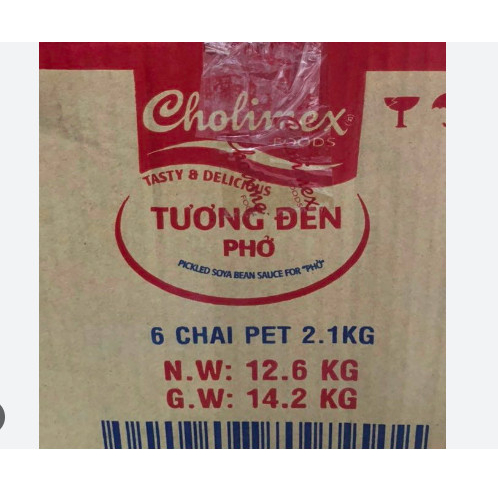 Cholimex
FOODS
TASTY & DELICIOUS
TƯƠNG ĐEN
PHỞ
PICKLED SOYA BEAN SAUCE FOR "PHỞ"
6 CHAI PET 2.1KG
N.W: 12.6 KG
G.W: 14.2 KG